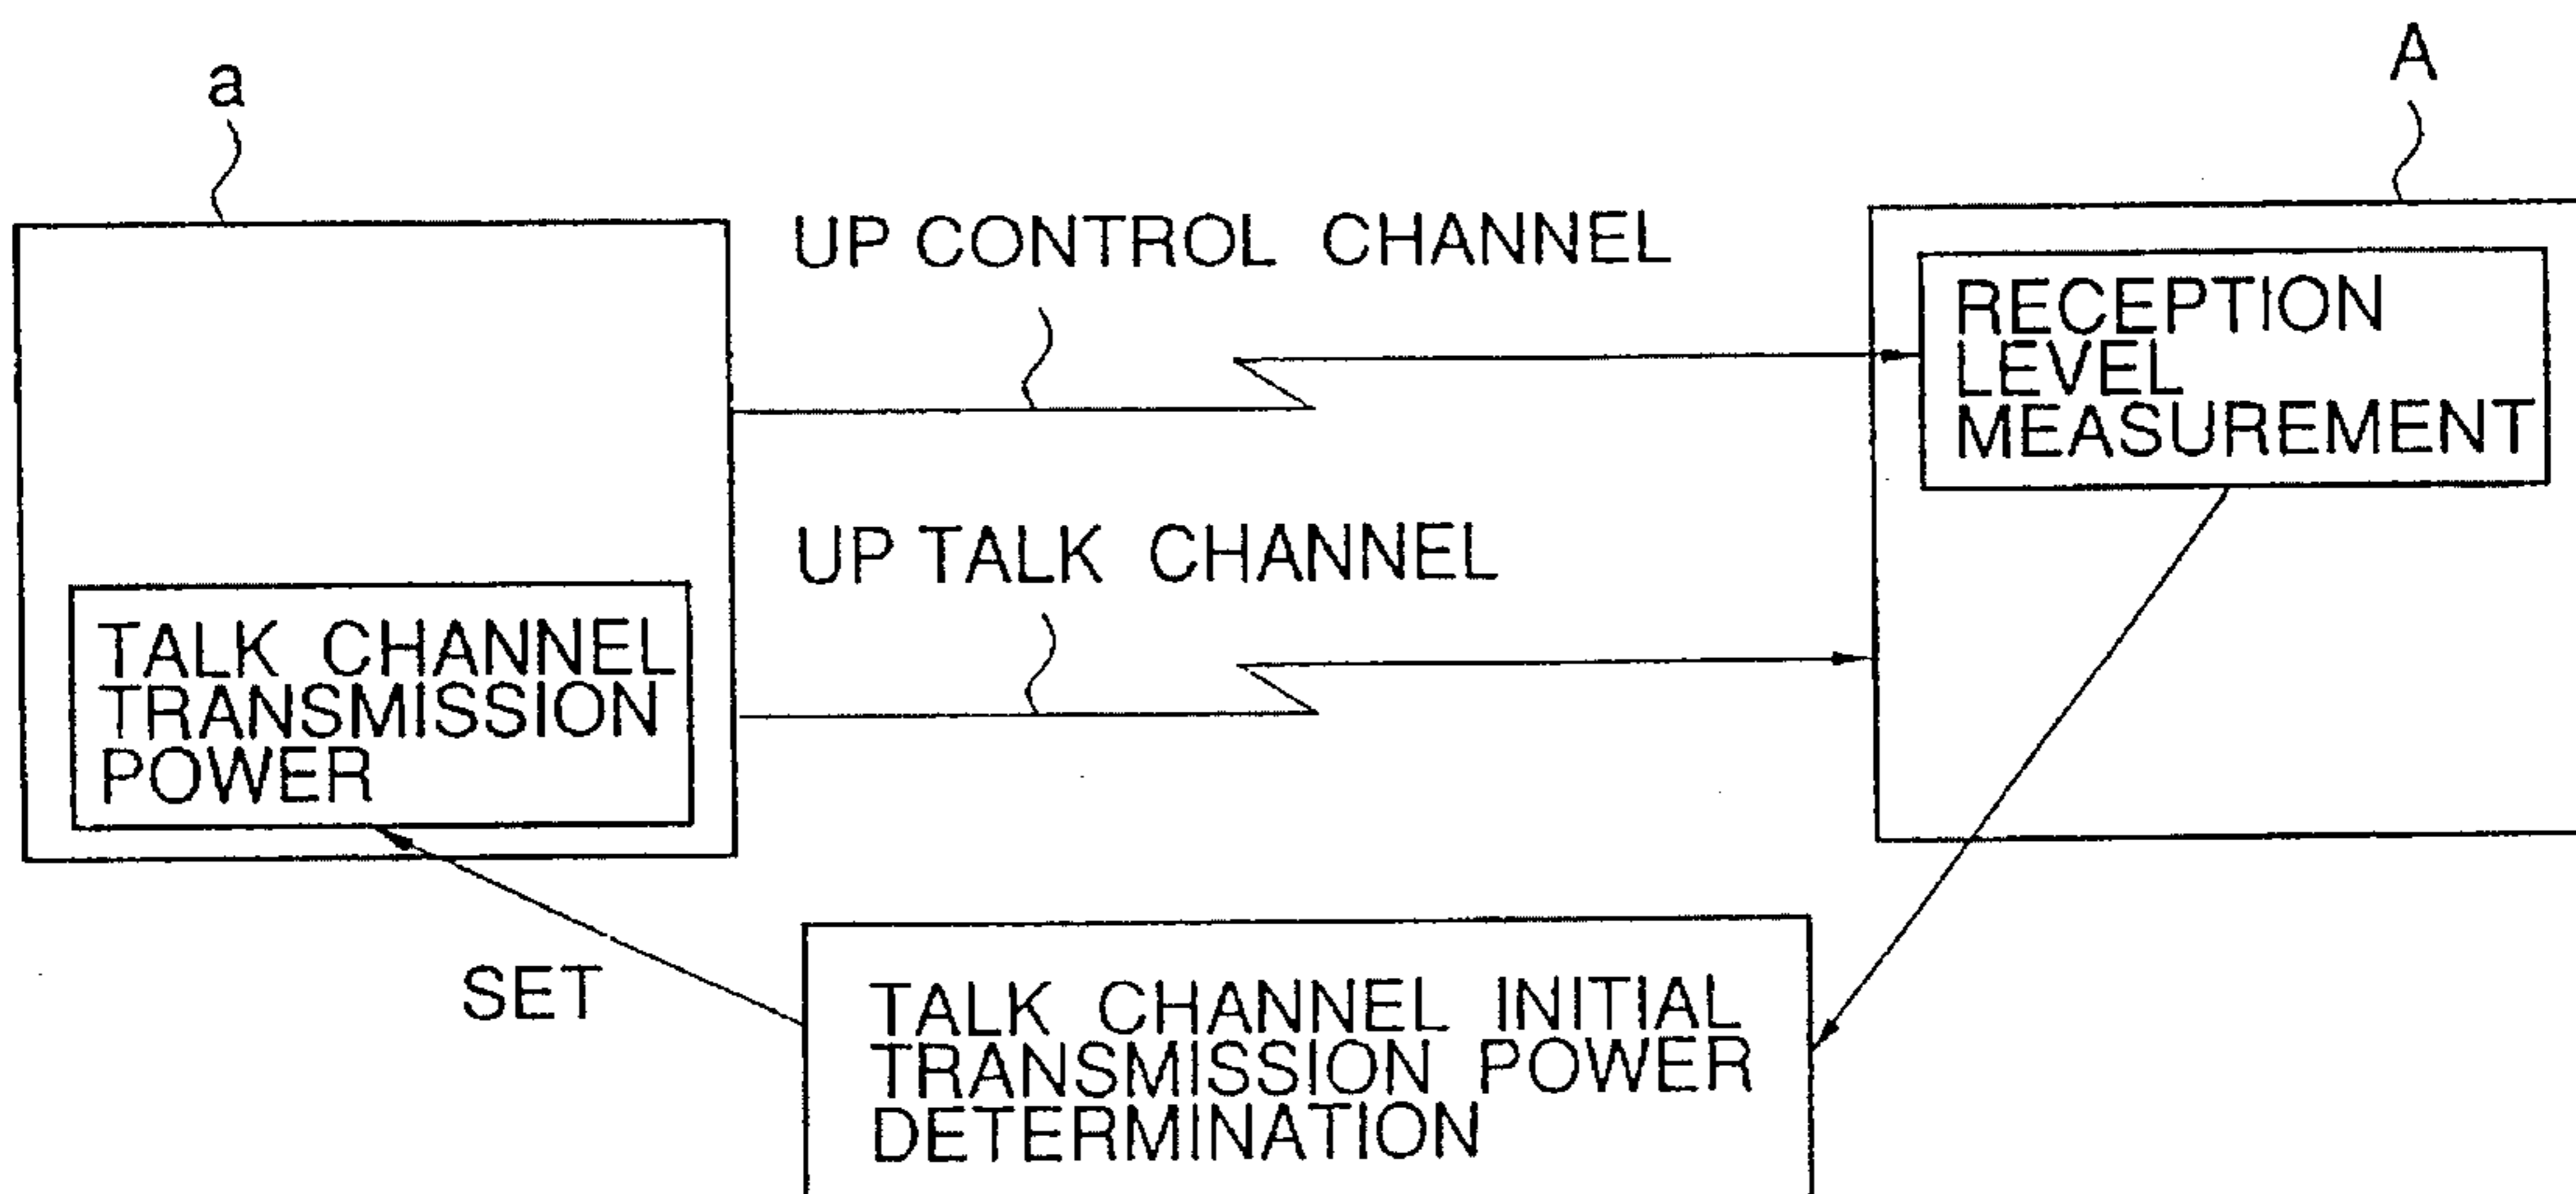 a
A
UP CONTROL CHANNEL
RECEPTION
LEVEL
MEASUREMENT
UP TALK CHANNEL
TALK CHANNEL
TRANSMISSION
POWER
SET
TALK CHANNEL INITIAL
TRANSMISSION POWER
DETERMINATION